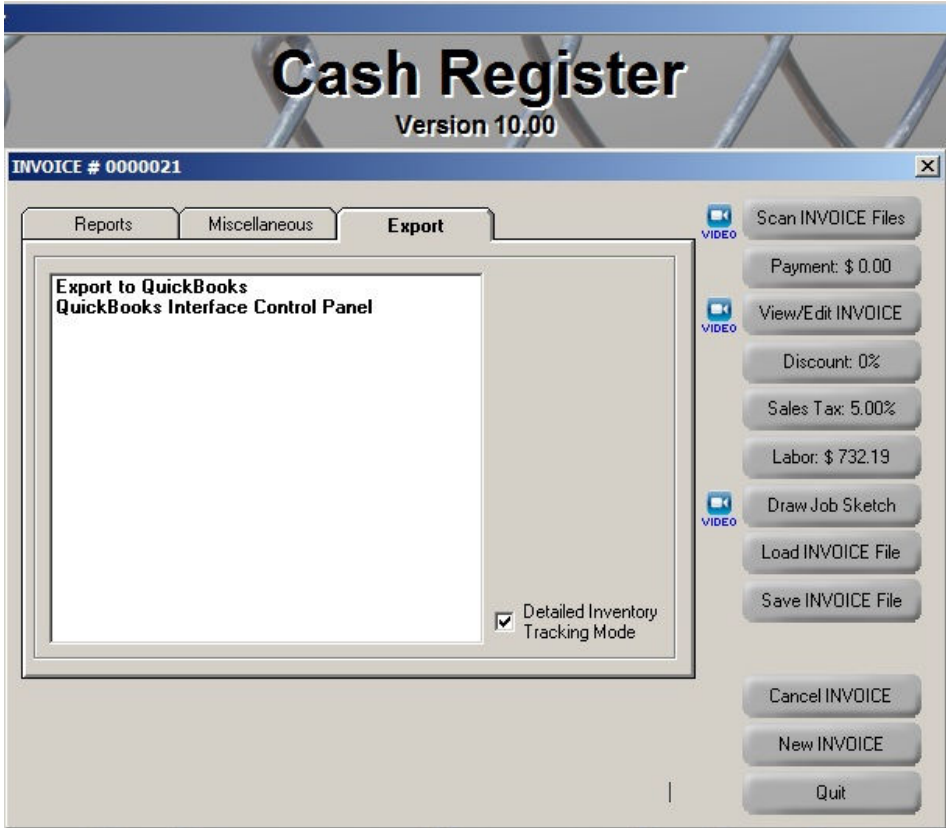 Cash Register
Version 10.00
INVOICE # 0000021
Reports
Miscellaneous
Export
Export to QuickBooks
QuickBooks Interface Control Panel
Detailed Inventory
Tracking Mode
VIDEO
Scan INVOICE Files
Payment: $ 0.00
VIDEO
View/Edit INVOICE
Discount: 0%
Sales Tax: 5.00%
Labor: $ 732.19
VIDEO
Draw Job Sketch
Load INVOICE File
Save INVOICE File
Cancel INVOICE
New INVOICE
Quit